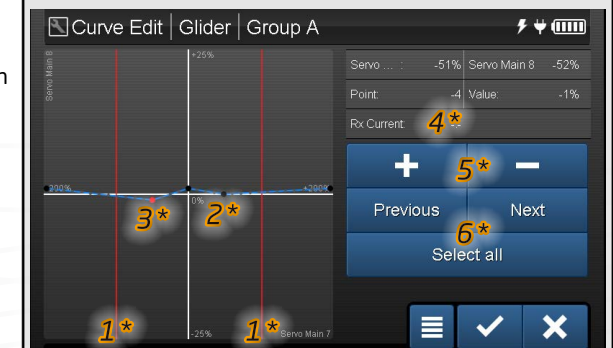 Curve Edit | Glider | Group A
Servo Main 8
+25%
Servo ... : -51% Servo Main 8 -52%
Point: -4 Value: -1%
Rx Current: 4*
+ 5* -
-200% +200%
0%
3* 2*
Previous Next
6*
Select all
1* 1*
-25% Servo Main 7